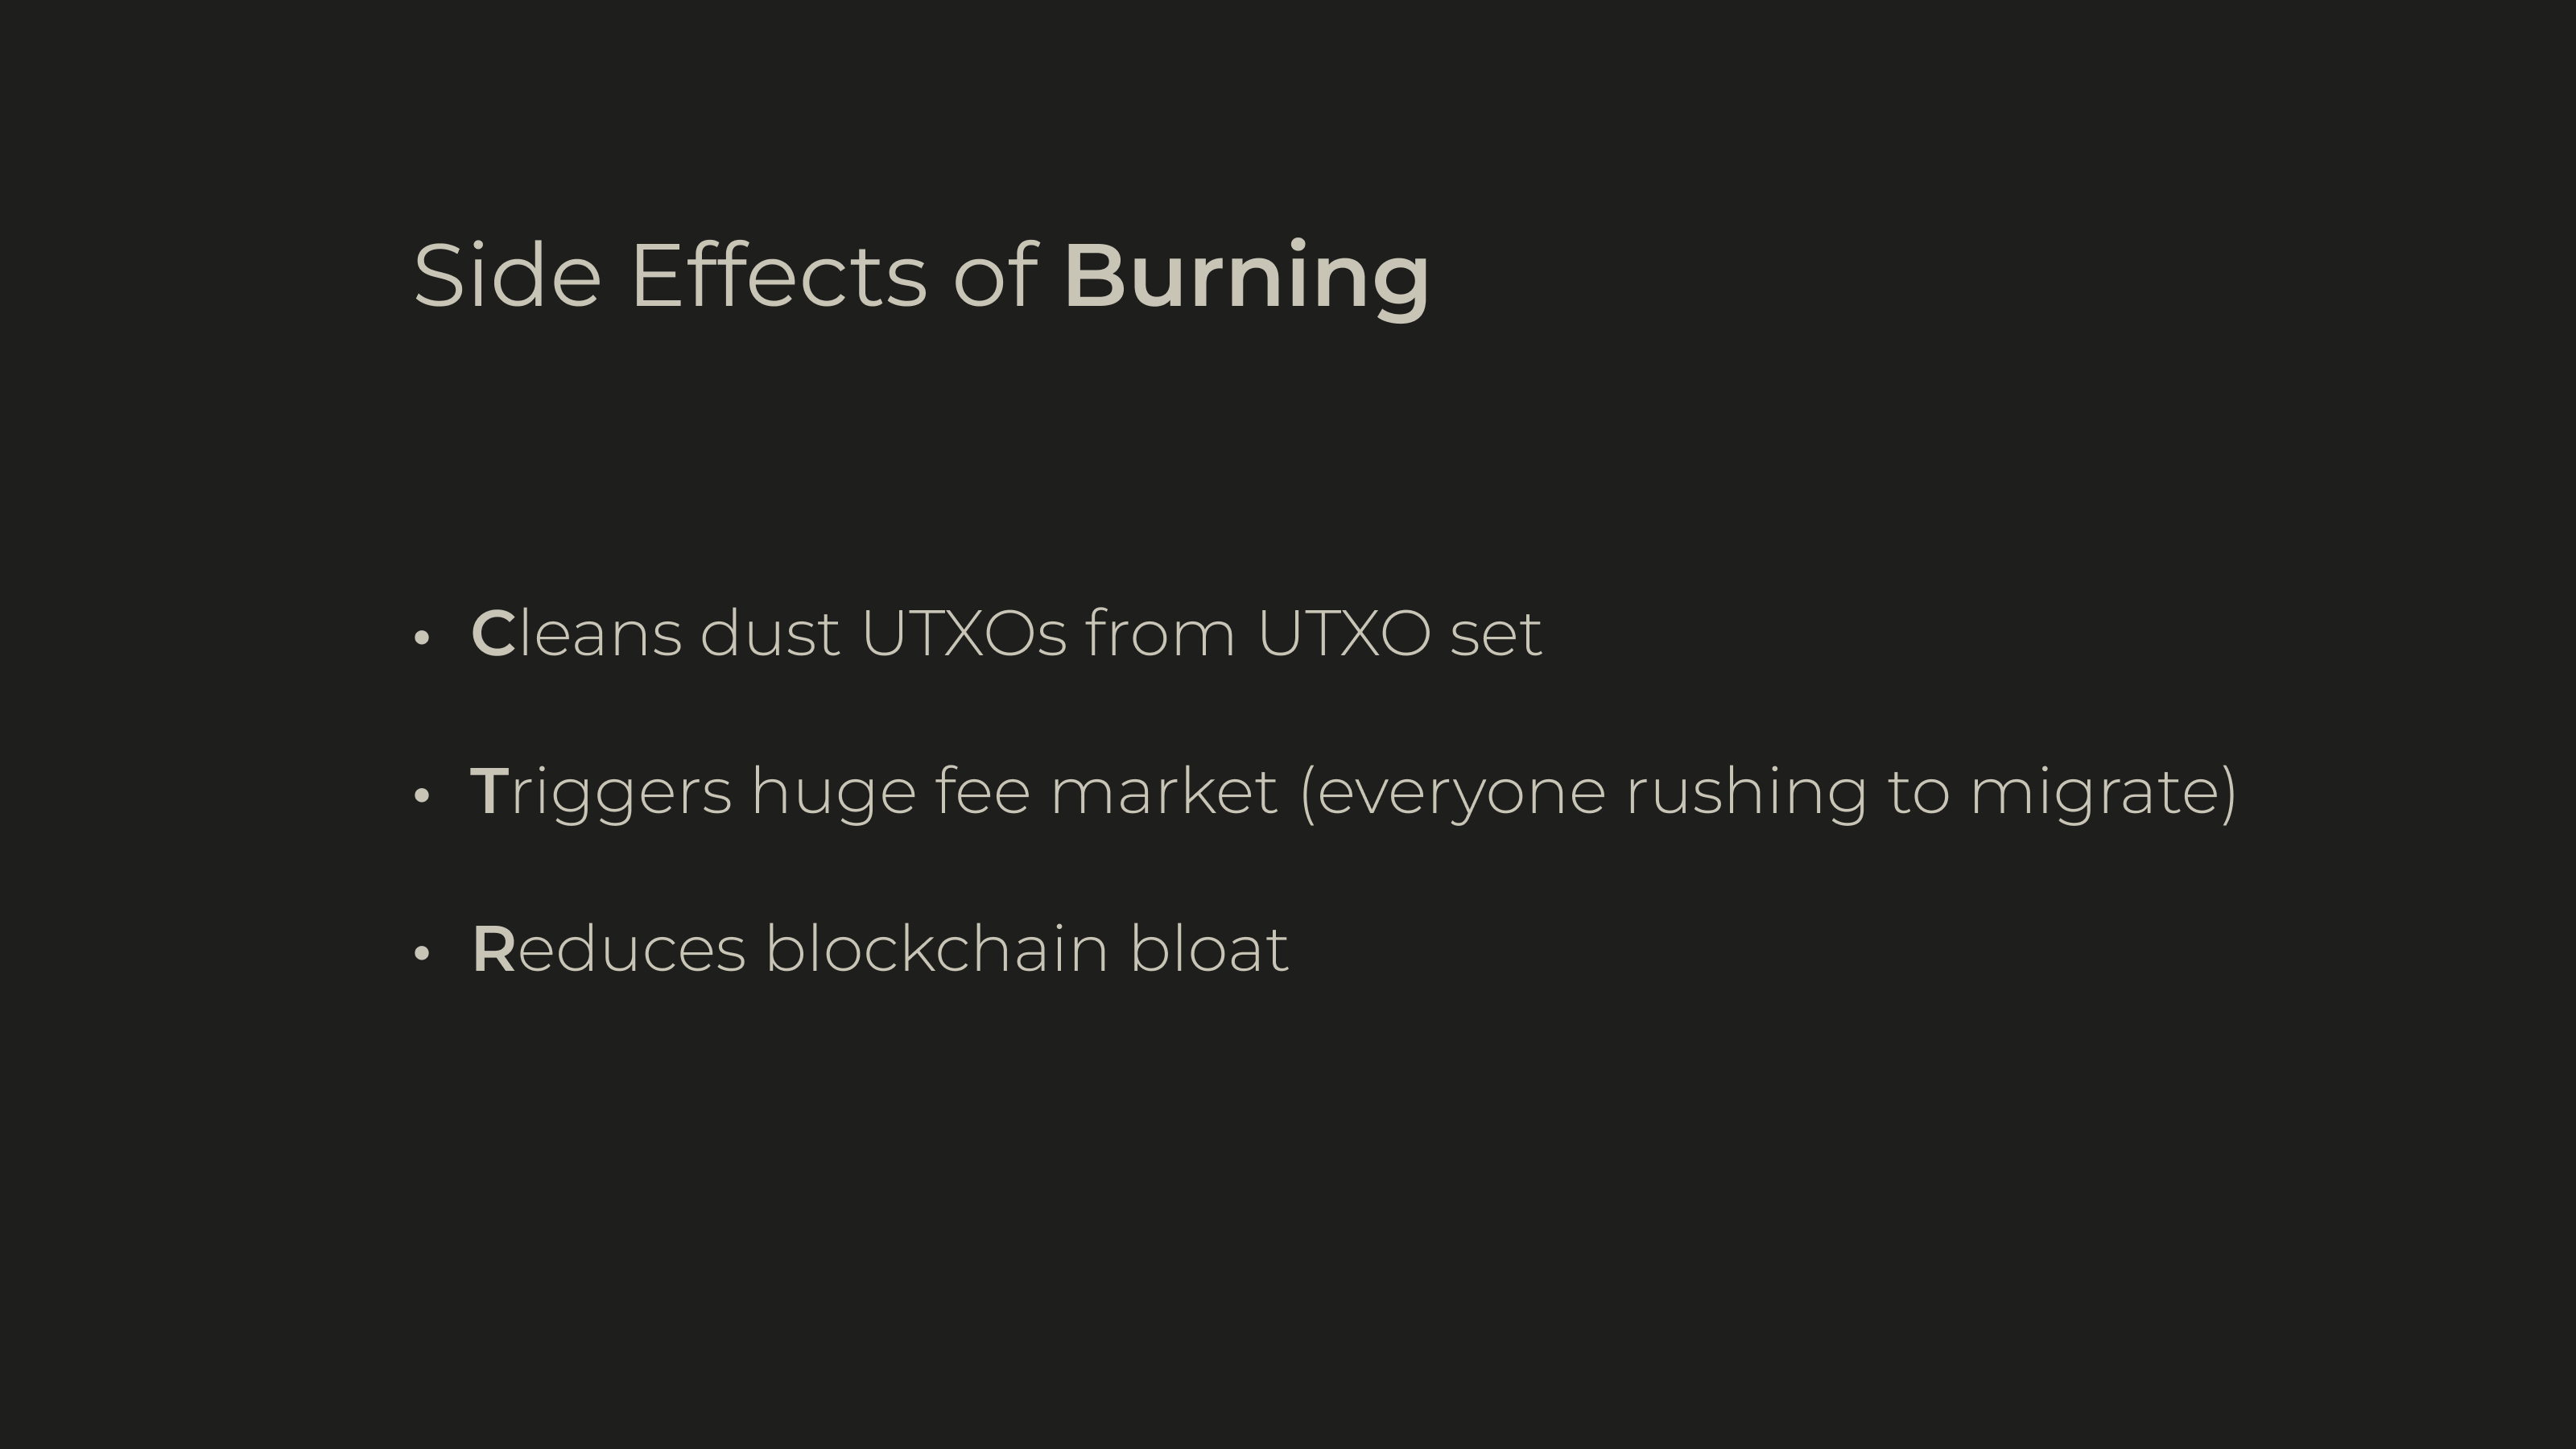 Side Effects of Burning
• Cleans dust UTXOs from UTXO set
• Triggers huge fee market (everyone rushing to migrate)
• Reduces blockchain bloat